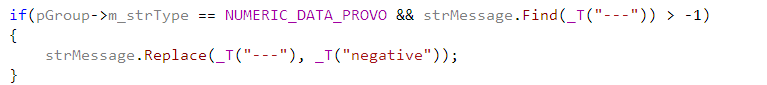 if(pGroup->m_strType == NUMERIC_DATA_PROVO && strMessage.Find(_T("---")) > -1)
{
    strMessage.Replace(_T("---"), _T("negative"));
}